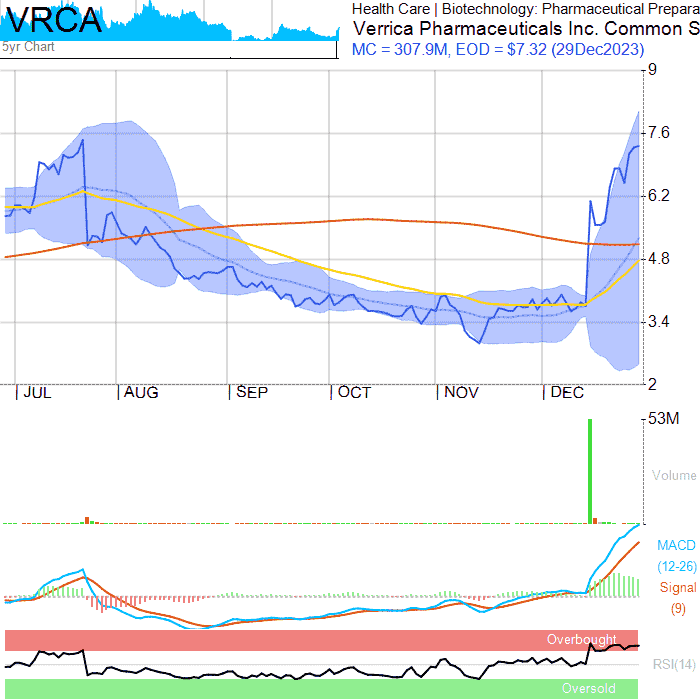 VRCA
5yr Chart
Health Care | Biotechnology: Pharmaceutical Prepara
Verrica Pharmaceuticals Inc. Common S
MC = 307.9M, EOD = $7.32 (29Dec2023)
9
7.6
6.2
4.8
3.4
2
JUL AUG SEP OCT NOV DEC
53M
Volume
MACD
(12-26)
Signal
(9)
Overbought
RSI(14)
Oversold